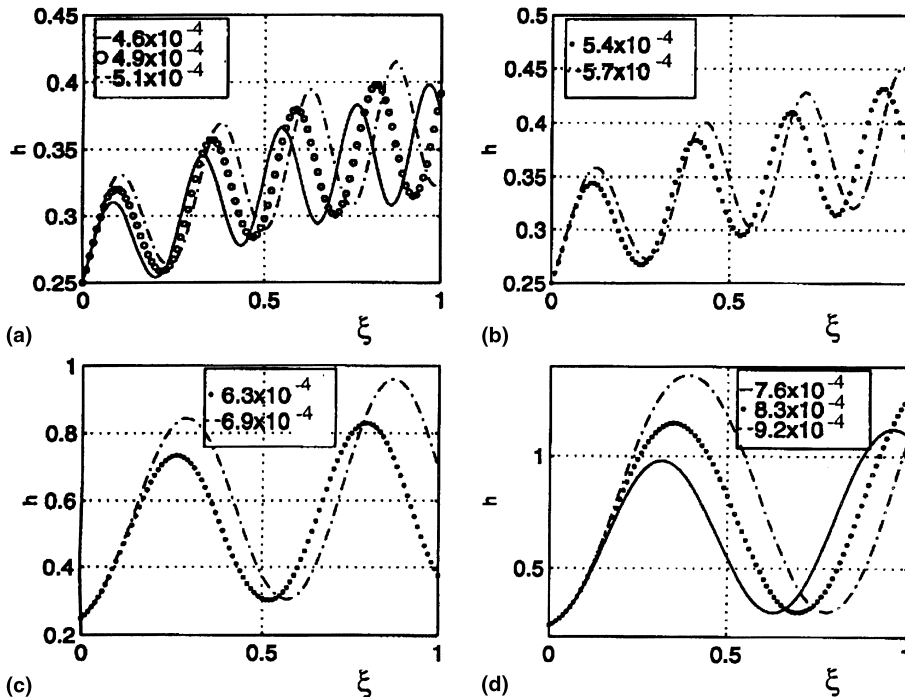 0.45
0.4
0.35
0.3
0.25
h
4.6x10⁻⁴
4.9x10⁻⁴
5.1x10⁻⁴
0 0.5 1
ξ
(a)
0.5
0.45
0.4
0.35
0.3
0.25
h
5.4x10⁻⁴
5.7x10⁻⁴
0 0.5 1
ξ
(b)
1
0.8
0.6
0.4
0.2
h
6.3x10⁻⁴
6.9x10⁻⁴
0 0.5 1
ξ
(c)
1
0.5
h
7.6x10⁻⁴
8.3x10⁻⁴
9.2x10⁻⁴
0 0.5 1
ξ
(d)